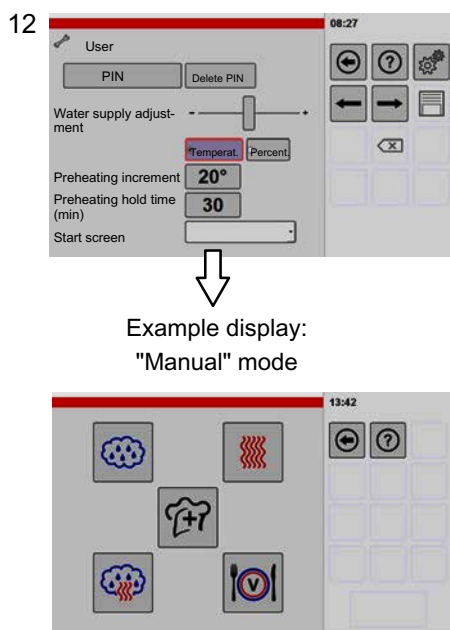 12
08:27
User
PIN
Delete PIN
Water supply adjust-
ment
- +
Temperat. Percent.
Preheating increment 20°
Preheating hold time
(min)
30
Start screen
Example display:
"Manual" mode
13:42
+?
V